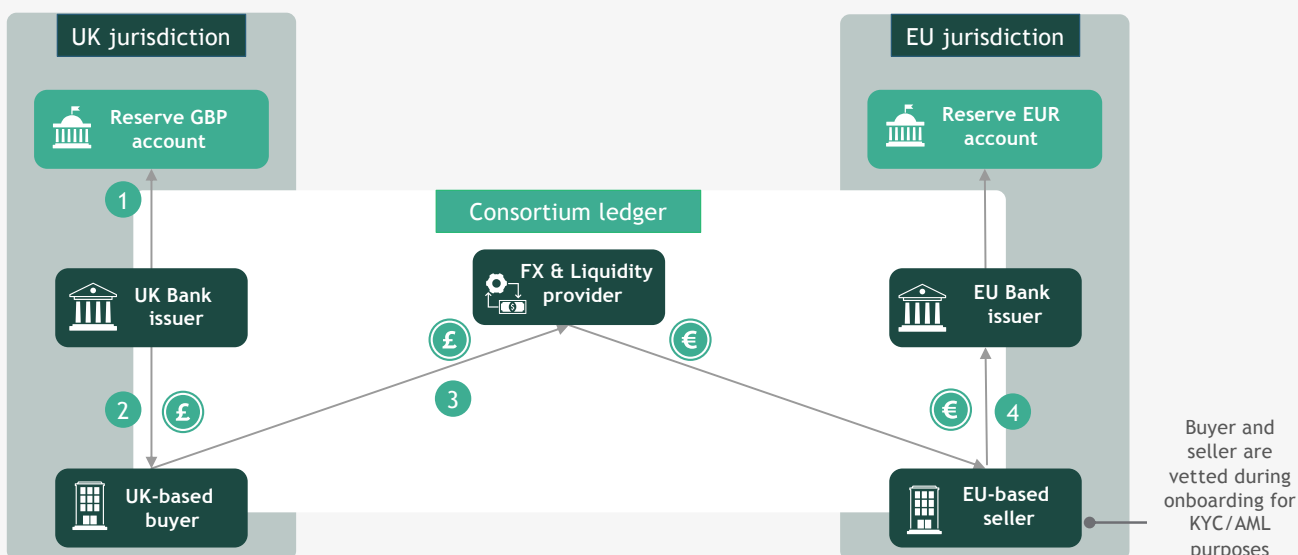 UK jurisdiction
EU jurisdiction
Reserve GBP
account
Reserve EUR
account
1
Consortium ledger
FX & Liquidity
provider
UK Bank
issuer
EU Bank
issuer
£
€
2
£
3
€
4
UK-based
buyer
EU-based
seller
Buyer and
seller are
vetted during
onboarding for
KYC/AML
purposes